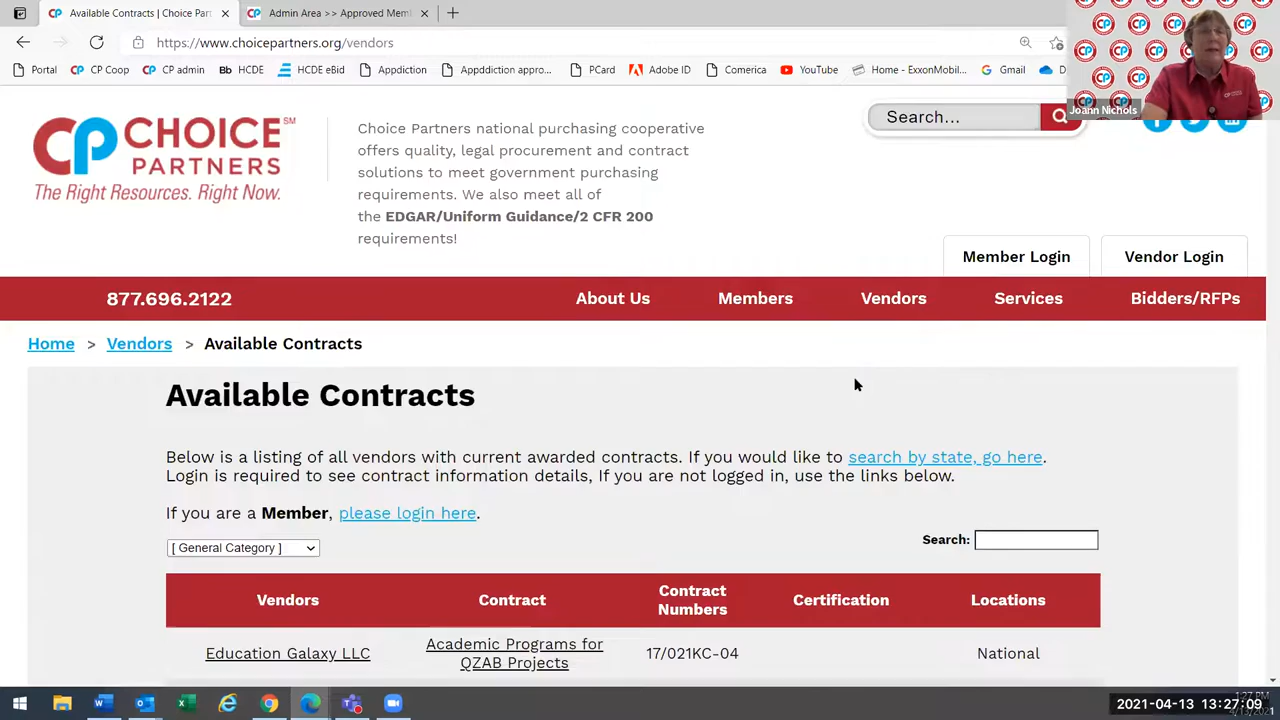 Available Contracts | Choice Par
Admin Area >> Approved Mem
https://www.choicepartners.org/vendors
Portal
CP Coop
CP admin
Bb HCDE
HCDE eBid
Appdiction
Appddiction appro...
PCard
Adobe ID
Comerica
YouTube
Home - ExxonMobil...
Gmail
Joann Nichols
CP CHOICE PARTNERS SM
The Right Resources. Right Now.
Choice Partners national purchasing cooperative
offers quality, legal procurement and contract
solutions to meet government purchasing
requirements. We also meet all of
the EDGAR/Uniform Guidance/2 CFR 200
requirements!
Search...
Member Login
Vendor Login
877.696.2122
About Us
Members
Vendors
Services
Bidders/RFPs
Home > Vendors > Available Contracts
Available Contracts
Below is a listing of all vendors with current awarded contracts. If you would like to search by state, go here.
Login is required to see contract information details, If you are not logged in, use the links below.
If you are a Member, please login here.
[ General Category ]
Search:
Vendors
Contract
Contract
Numbers
Certification
Locations
Education Galaxy LLC
Academic Programs for
QZAB Projects
17/021KC-04
National
2021-04-13 13:27:09